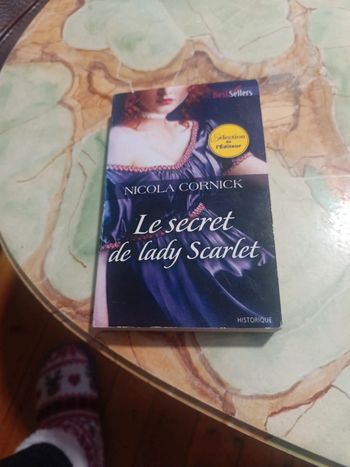 BestSellers
Sélection
de
l'Éditeur
NICOLA CORNICK
Le secret
de lady Scarlet
HISTORIQUE